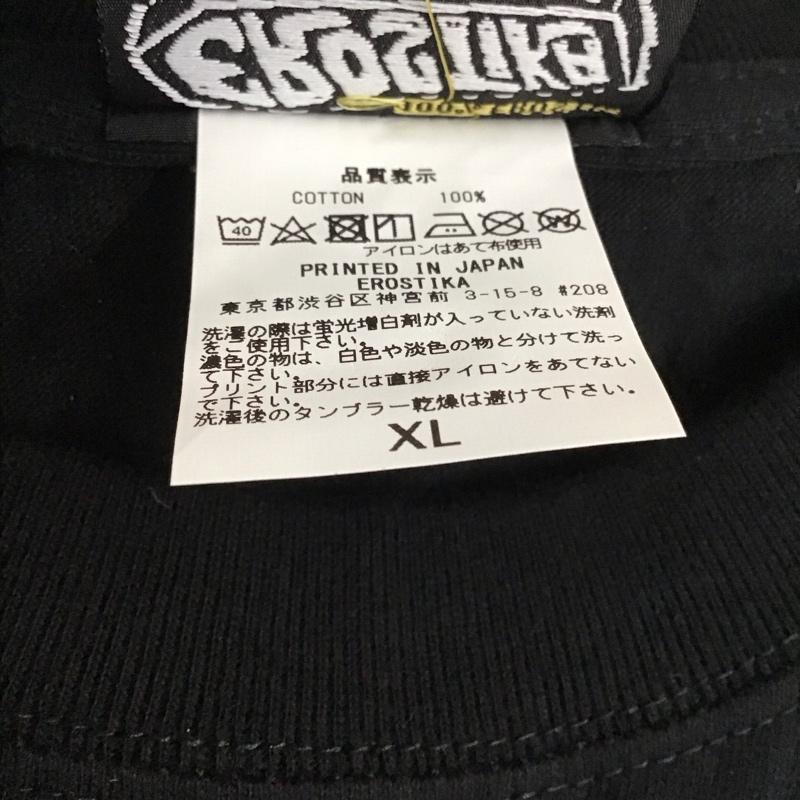 EROSTIKA
品質表示
COTTON 100%
40
アイロンはあて布使用
PRINTED IN JAPAN
EROSTIKA
東京都渋谷区神宮前 3-15-8 #208
洗濯の際は蛍光増白剤が入っていない洗剤
をご使用下さい。
濃色の物は、白色や淡色の物と分けて洗っ
て下さい。
プリント部分には直接アイロンをあてない
で下さい。
洗濯後のタンブラー乾燥は避けて下さい。
XL